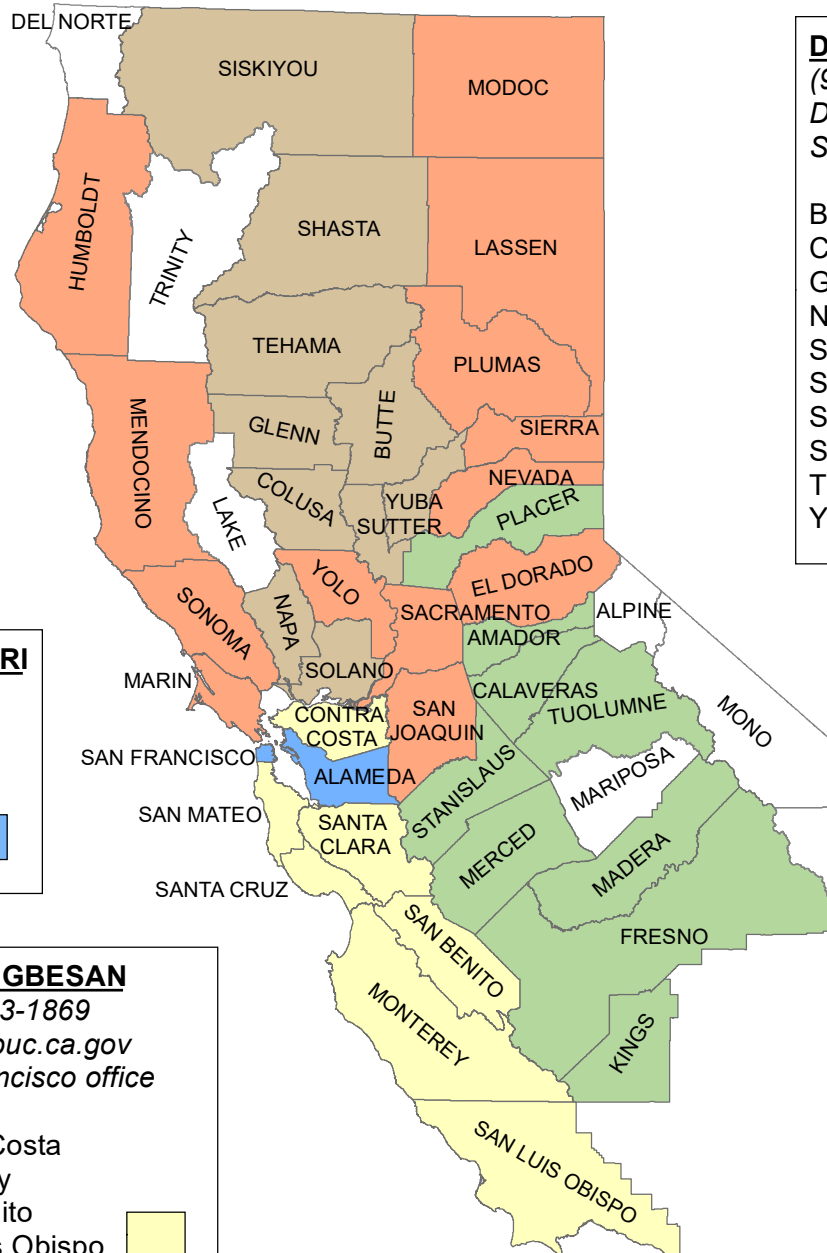 DEL NORTE
SISKIYOU
MODOC
HUMBOLDT
TRINITY
SHASTA
LASSEN
TEHAMA
PLUMAS
BUTTE
GLENN
SIERRA
MENDOCINO
NEVADA
COLUSA
YUBA
PLACER
LAKE
SUTTER
YOLO
EL DORADO
SONOMA
NAPA
SACRAMENTO
ALPINE
AMADOR
SOLANO
MARIN
CALAVERAS
CONTRA
COSTA
SAN
JOAQUIN
TUOLUMNE
MONO
SAN FRANCISCO
ALAMEDA
MARIPOSA
STANISLAUS
SAN MATEO
SANTA
CLARA
MERCED
MADERA
SANTA CRUZ
SAN BENITO
FRESNO
MONTEREY
KINGS
SAN LUIS OBISPO
D
(9
D
S
B
C
G
N
S
S
S
S
T
Y
RI
GBESAN
3-1869
puc.ca.gov
ncisco office
Costa
y
ito
s Obispo